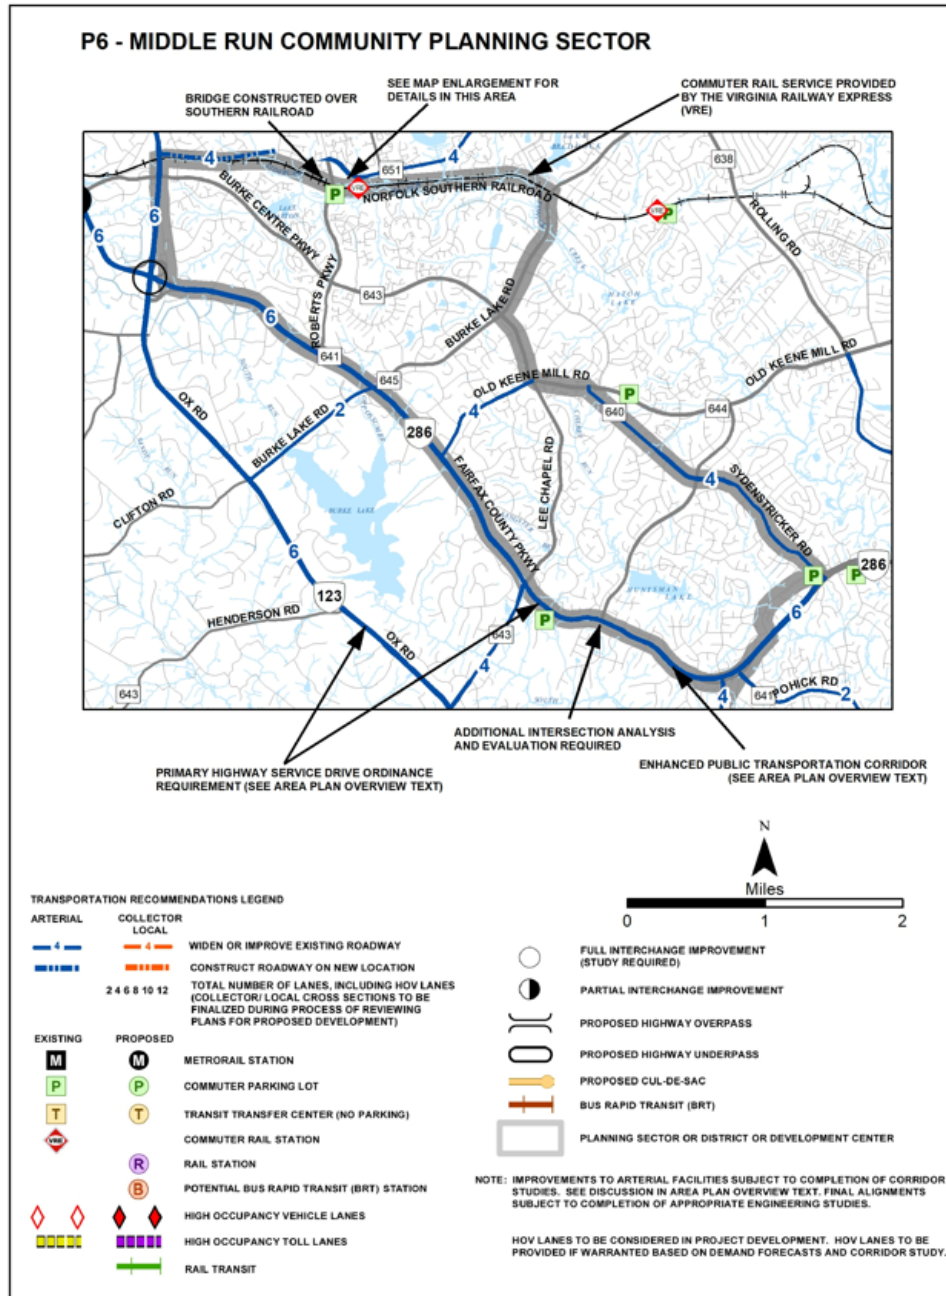 P6 - MIDDLE RUN COMMUNITY PLANNING SECTOR
BRIDGE CONSTRUCTED OVER
SOUTHERN RAILROAD
SEE MAP ENLARGEMENT FOR
DETAILS IN THIS AREA
COMMUTER RAIL SERVICE PROVIDED
BY THE VIRGINIA RAILWAY EXPRESS
(VRE)
4
651
4
638
P
VRE
NORFOLK SOUTHERN RAILROAD
VRE
P
BURKE CENTRE PKWY
ROLLING RD
6
6
ROBERTS PKWY
643
BURKE LAKE RD
6
641
645
OLD KEENE MILL RD
OLD KEENE MILL RD
P
640
644
OX RD
BURKE LAKE RD
2
4
286
FAIRFAX COUNTY PKWY
LEE CHAPEL RD
SYDENSTRICKER RD
4
CLIFTON RD
BURKE LAKE
6
P
P
286
HUNTSMAN
LAKE
123
HENDERSON RD
OX RD
P
643
6
643
4
4
641
POHICK RD
2
ADDITIONAL INTERSECTION ANALYSIS
AND EVALUATION REQUIRED
PRIMARY HIGHWAY SERVICE DRIVE ORDINANCE
REQUIREMENT (SEE AREA PLAN OVERVIEW TEXT)
ENHANCED PUBLIC TRANSPORTATION CORRIDOR
(SEE AREA PLAN OVERVIEW TEXT)
N
Miles
0 1 2
TRANSPORTATION RECOMMENDATIONS LEGEND
ARTERIAL
COLLECTOR
LOCAL
4 4 WIDEN OR IMPROVE EXISTING ROADWAY
CONSTRUCT ROADWAY ON NEW LOCATION
2 4 6 8 10 12 TOTAL NUMBER OF LANES, INCLUDING HOV LANES
(COLLECTOR/ LOCAL CROSS SECTIONS TO BE
FINALIZED DURING PROCESS OF REVIEWING
PLANS FOR PROPOSED DEVELOPMENT)
EXISTING PROPOSED
M M METRORAIL STATION
P P COMMUTER PARKING LOT
T T TRANSIT TRANSFER CENTER (NO PARKING)
VRE COMMUTER RAIL STATION
R RAIL STATION
B POTENTIAL BUS RAPID TRANSIT (BRT) STATION
HIGH OCCUPANCY VEHICLE LANES
HIGH OCCUPANCY TOLL LANES
RAIL TRANSIT
FULL INTERCHANGE IMPROVEMENT
(STUDY REQUIRED)
PARTIAL INTERCHANGE IMPROVEMENT
PROPOSED HIGHWAY OVERPASS
PROPOSED HIGHWAY UNDERPASS
PROPOSED CUL-DE-SAC
BUS RAPID TRANSIT (BRT)
PLANNING SECTOR OR DISTRICT OR DEVELOPMENT CENTER
NOTE: IMPROVEMENTS TO ARTERIAL FACILITIES SUBJECT TO COMPLETION OF CORRIDOR
STUDIES. SEE DISCUSSION IN AREA PLAN OVERVIEW TEXT. FINAL ALIGNMENTS
SUBJECT TO COMPLETION OF APPROPRIATE ENGINEERING STUDIES.
HOV LANES TO BE CONSIDERED IN PROJECT DEVELOPMENT. HOV LANES TO BE
PROVIDED IF WARRANTED BASED ON DEMAND FORECASTS AND CORRIDOR STUDY.